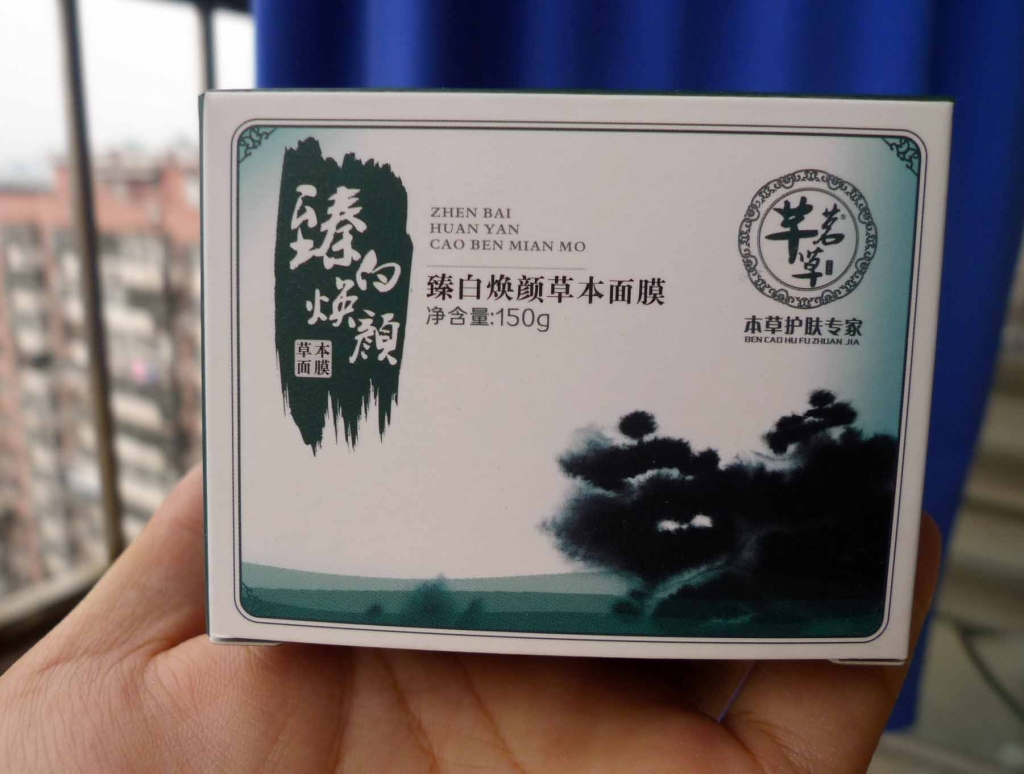 臻白
焕颜
草本
面膜
ZHEN BAI
HUAN YAN
CAO BEN MIAN MO
臻白焕颜草本面膜
净含量:150g
芊茗草
®
本草护肤专家
BEN CAO HU FU ZHUAN JIA